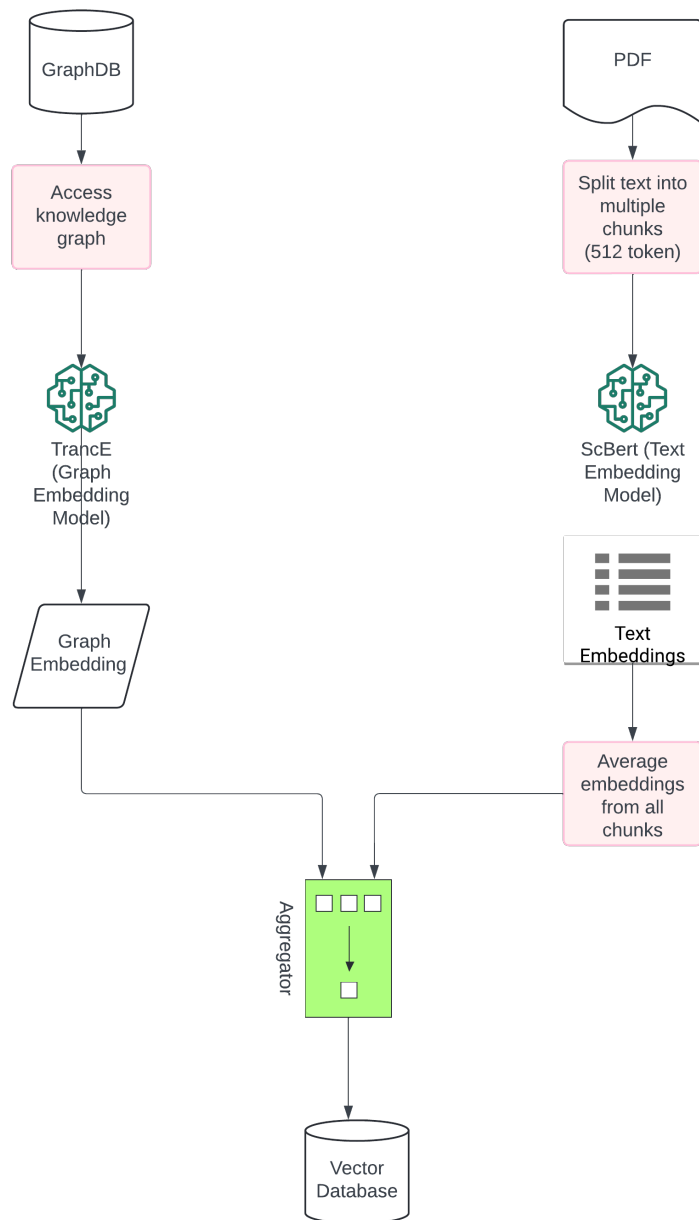 GraphDB
PDF
Access
knowledge
graph
Split text into
multiple
chunks
(512 token)
TrancE
(Graph
Embedding
Model)
ScBert (Text
Embedding
Model)
Text
Embeddings
Graph
Embedding
Average
embeddings
from all
chunks
Aggregator
Vector
Database